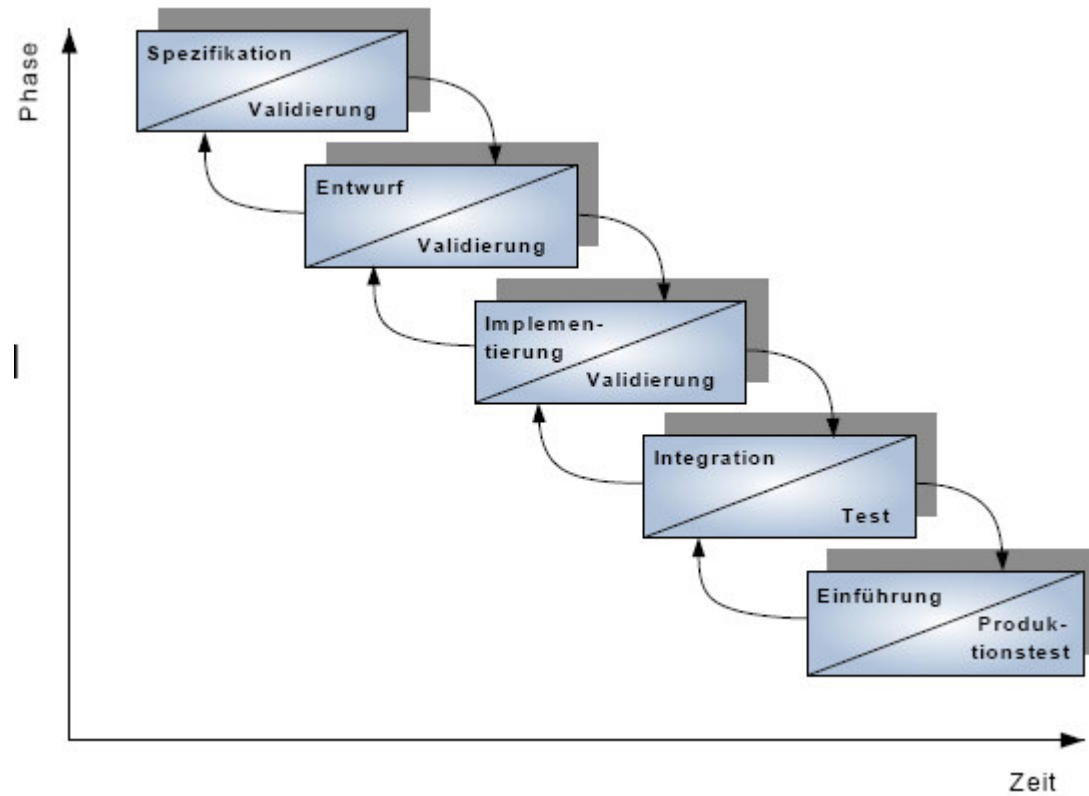 Phase
Spezifikation
Validierung
Entwurf
Validierung
Implemen-
tierung
Validierung
Integration
Test
Einführung
Produk-
tionstest
Zeit